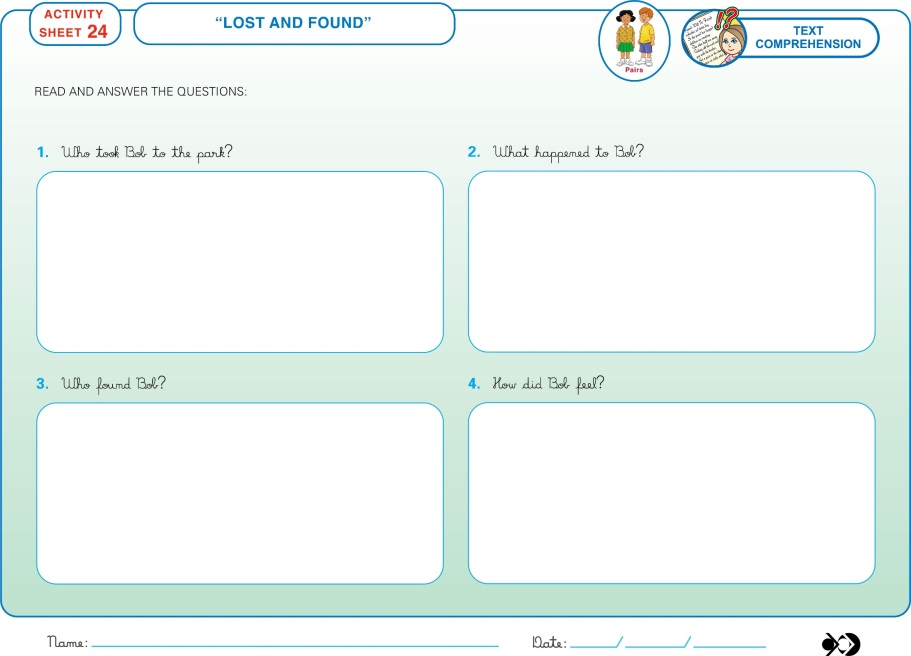 ACTIVITY
SHEET 24
“LOST AND FOUND”
Pairs
!?
TEXT
COMPREHENSION
READ AND ANSWER THE QUESTIONS:
1. Who took Bob to the park?
2. What happened to Bob?
3. Who found Bob?
4. How did Bob feel?
Name:
Date: / /